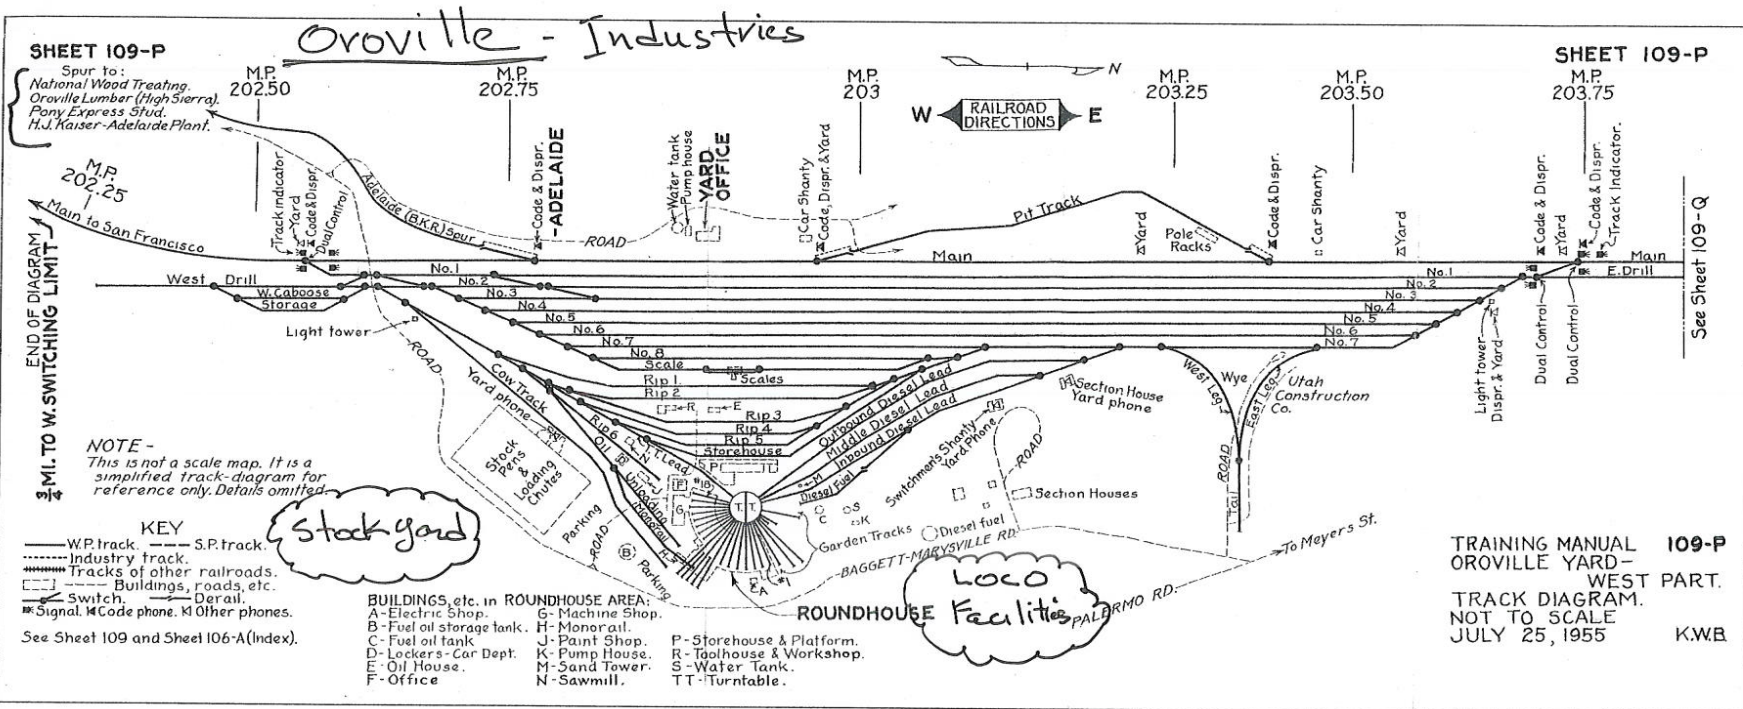 Oroville - Industries
SHEET 109-P
SHEET 109-P
Spur to:
National Wood Treating.
Oroville Lumber (High Sierra).
Pony Express Stud.
H.J. Kaiser-Adelaide Plant.
M.P.
202.25
M.P.
202.50
M.P.
202.75
M.P.
203
M.P.
203.25
M.P.
203.50
M.P.
203.75
N
W
RAILROAD
DIRECTIONS
E
Track indicator
Yard
Code & Dispr.
Dual Control
Adelaide (B.K.R.) Spur
Code & Dispr.
-ADELAIDE
ROAD
Water tank
Pump house
YARD
OFFICE
Car Shanty
Code, Dispr. & Yard
Pit Track
Yard
Pole
Racks
Code & Dispr.
Car Shanty
Yard
Code & Dispr.
Yard
Code & Dispr.
Track Indicator.
Main to San Francisco
Main
Main
West Drill
No. 1
No. 2
No. 3
No. 4
No. 5
No. 6
No. 7
No. 8
No. 1
No. 2
No. 3
No. 4
No. 5
No. 6
No. 7
E. Drill
W. Caboose
Storage
Light tower
ROAD
END OF DIAGRAM
¾ MI. TO W. SWITCHING LIMIT
See Sheet 109-Q
Dual Control
Dual Control
Light tower
Dispr. & Yard
Scale
Scales
Rip 1.
Rip 2
R
E
Rip 3
Rip 4
Rip 5
Storehouse
Rip 6
Cow Track
Yard phone
Oil
Unloading
Monorail
N
J
T.T. Lead
P
G
T.T.
M
Outbound Diesel Lead
Middle Diesel Lead
Inbound Diesel Lead
Diesel Fuel
Section House
Yard phone
Switchmen's Shanty
Yard Phone
ROAD
West Leg
Wye
East Leg
Utah
Construction
Co.
ROAD
Tail
Section Houses
C
S
K
Garden Tracks
Diesel fuel
BAGGETT-MARYSVILLE RD.
To Meyers St.
PALERMO RD.
Stock
Pens
&
Loading
Chutes
Parking
ROAD
B
Parking
A
ROUNDHOUSE
NOTE -
This is not a scale map. It is a
simplified track-diagram for
reference only. Details omitted.
Stockyard
Loco
Facilities
KEY
W.P. track. S.P. track.
Industry track.
Tracks of other railroads.
Buildings, roads, etc.
Switch. Derail.
Signal. Code phone. Other phones.
See Sheet 109 and Sheet 106-A (Index).
BUILDINGS, etc. in ROUNDHOUSE AREA:
A-Electric Shop.
B-Fuel oil storage tank.
C-Fuel oil tank
D-Lockers-Car Dept.
E-Oil House.
F-Office
G-Machine Shop.
H-Monorail.
J-Paint Shop.
K-Pump House.
M-Sand Tower.
N-Sawmill.
P-Storehouse & Platform.
R-Toolhouse & Workshop.
S-Water Tank.
TT-Turntable.
TRAINING MANUAL 109-P
OROVILLE YARD-
WEST PART.
TRACK DIAGRAM.
NOT TO SCALE
JULY 25, 1955 K.W.B.